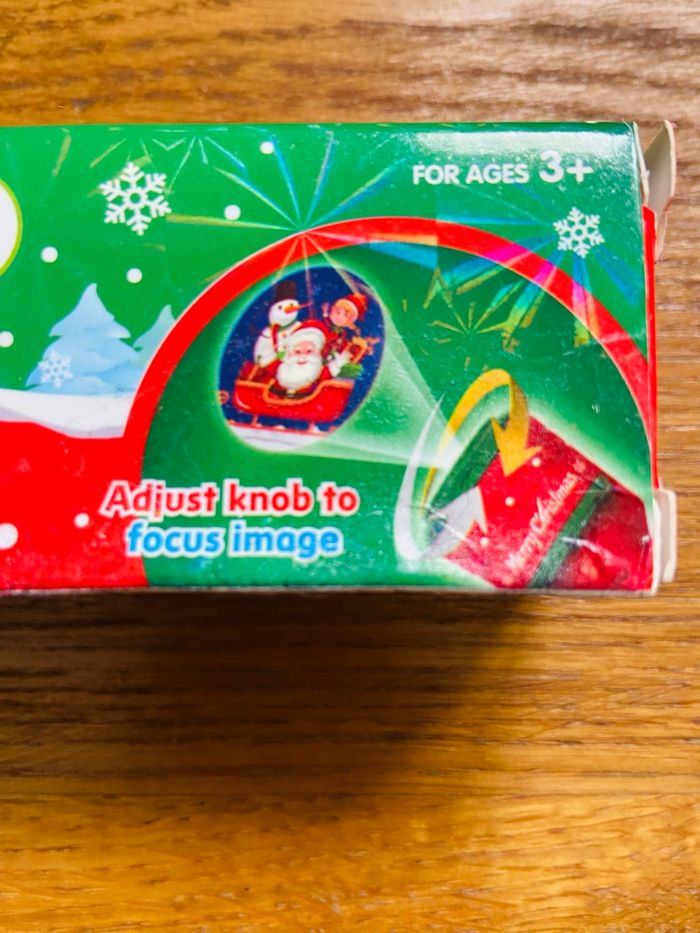 FOR AGES 3+
Adjust knob to
focus image
Merry Christmas